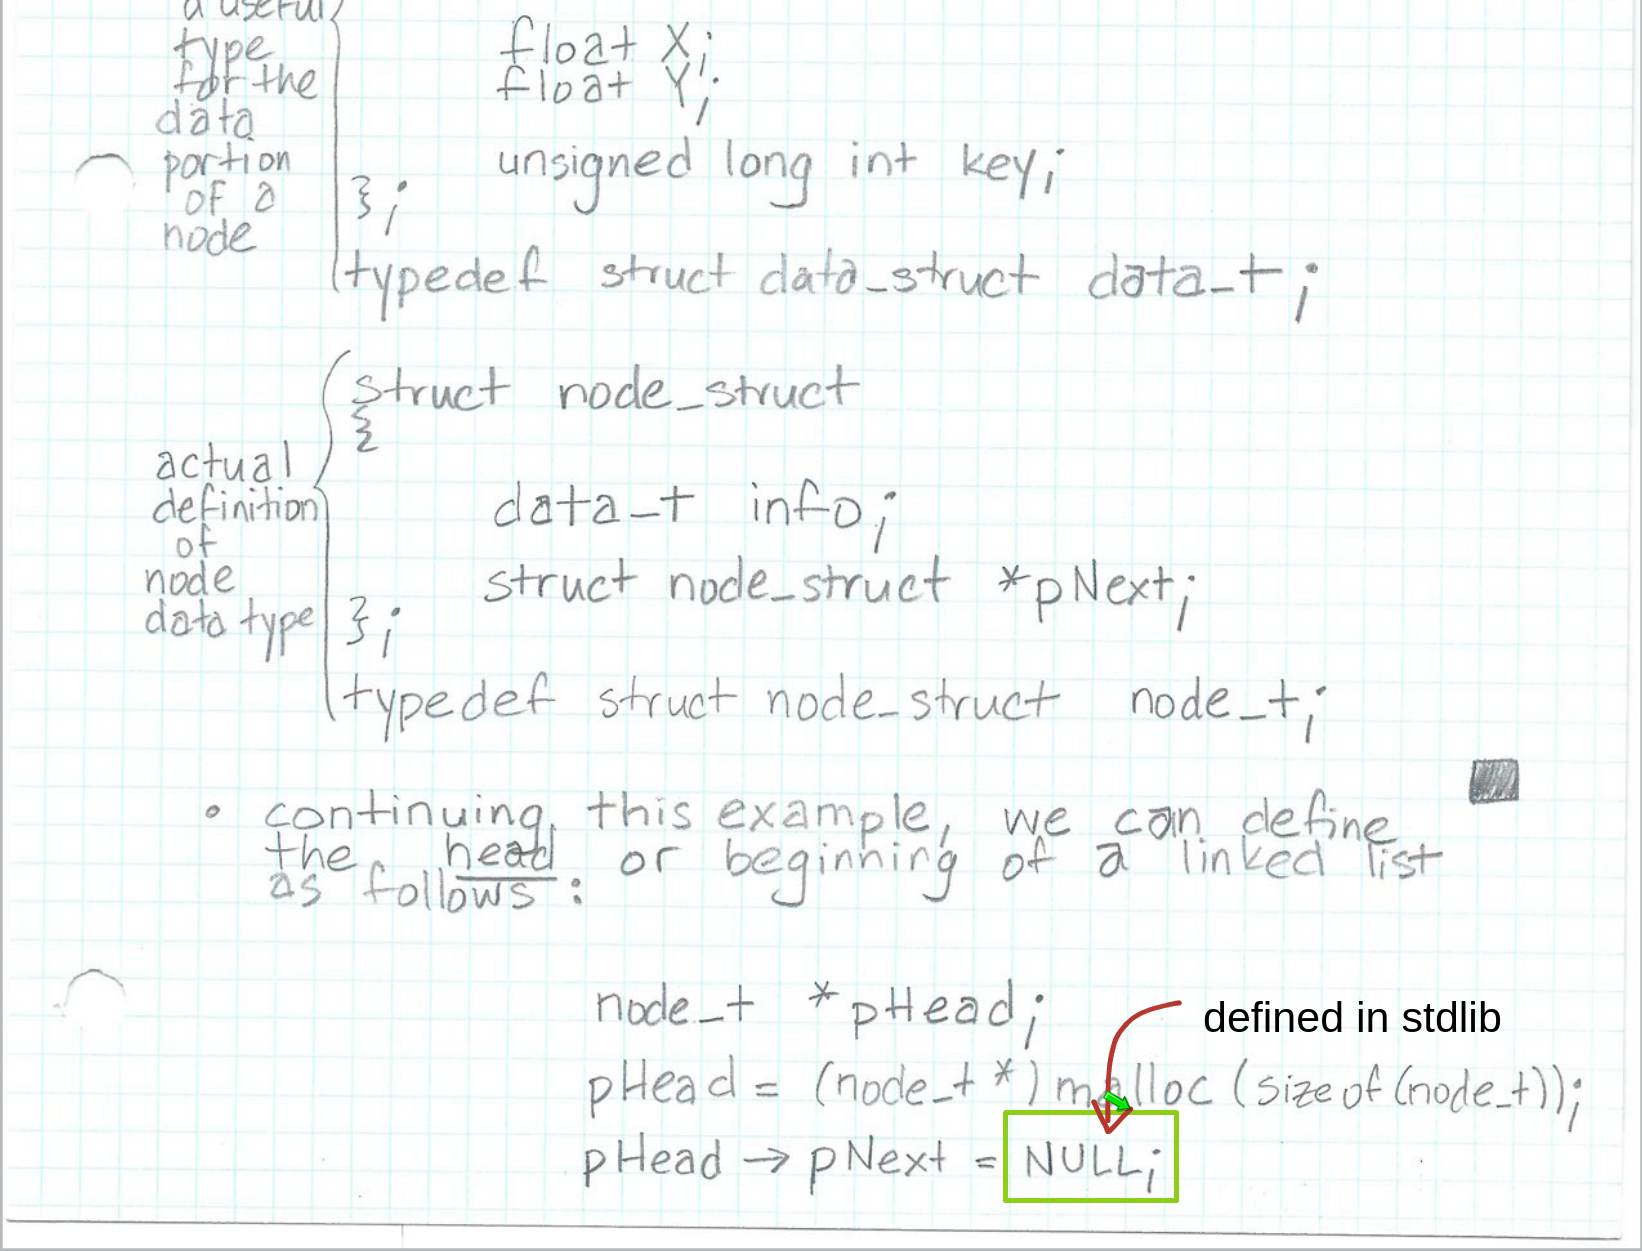 a useful
type
for the
data
portion
of a
node
float X;
float Y;
unsigned long int key;
};
typedef struct data_struct data_t;
actual
definition
of
node
data type
struct node_struct
{
data_t info;
struct node_struct *pNext;
};
typedef struct node_struct node_t;
• continuing this example, we can define
the head or beginning of a linked list
as follows:
node_t *pHead;
defined in stdlib
pHead = (node_t *) malloc (sizeof (node_t));
pHead → pNext = NULL;